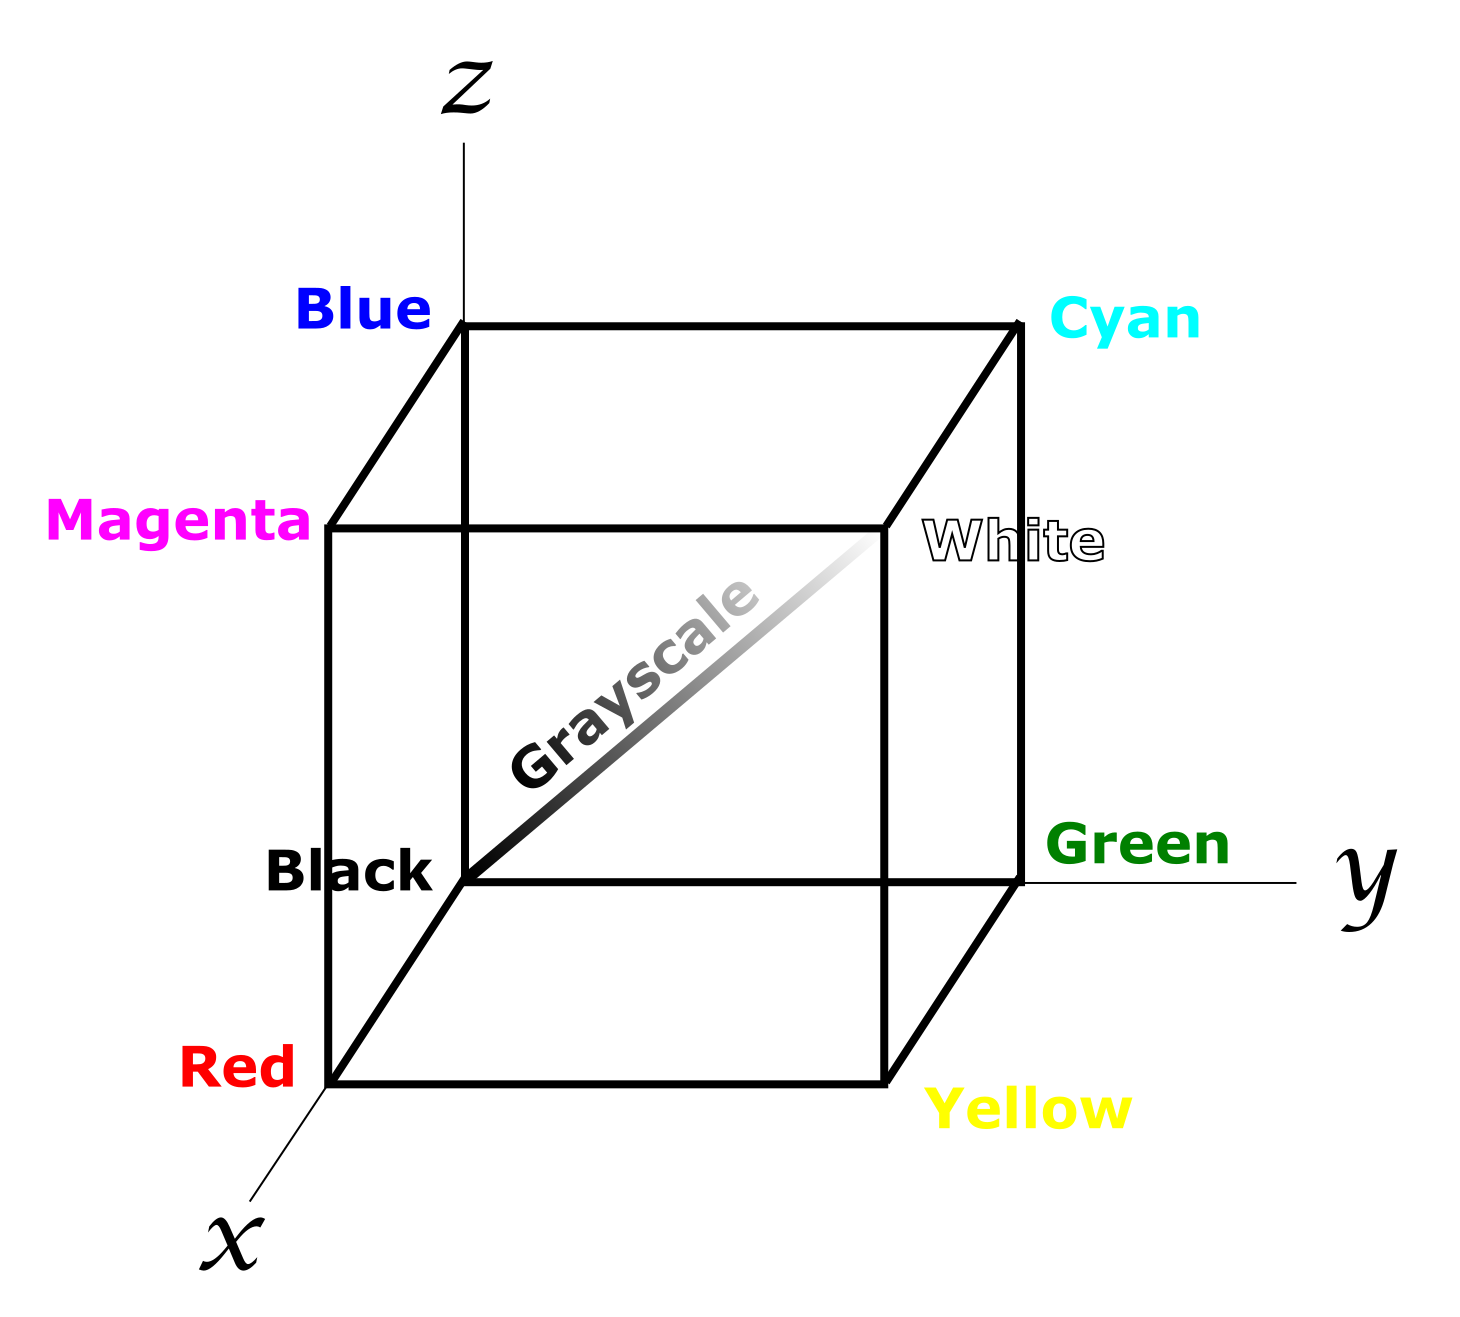 z
Blue
Cyan
Magenta
White
Grayscale
Black
Green
y
Red
Yellow
x